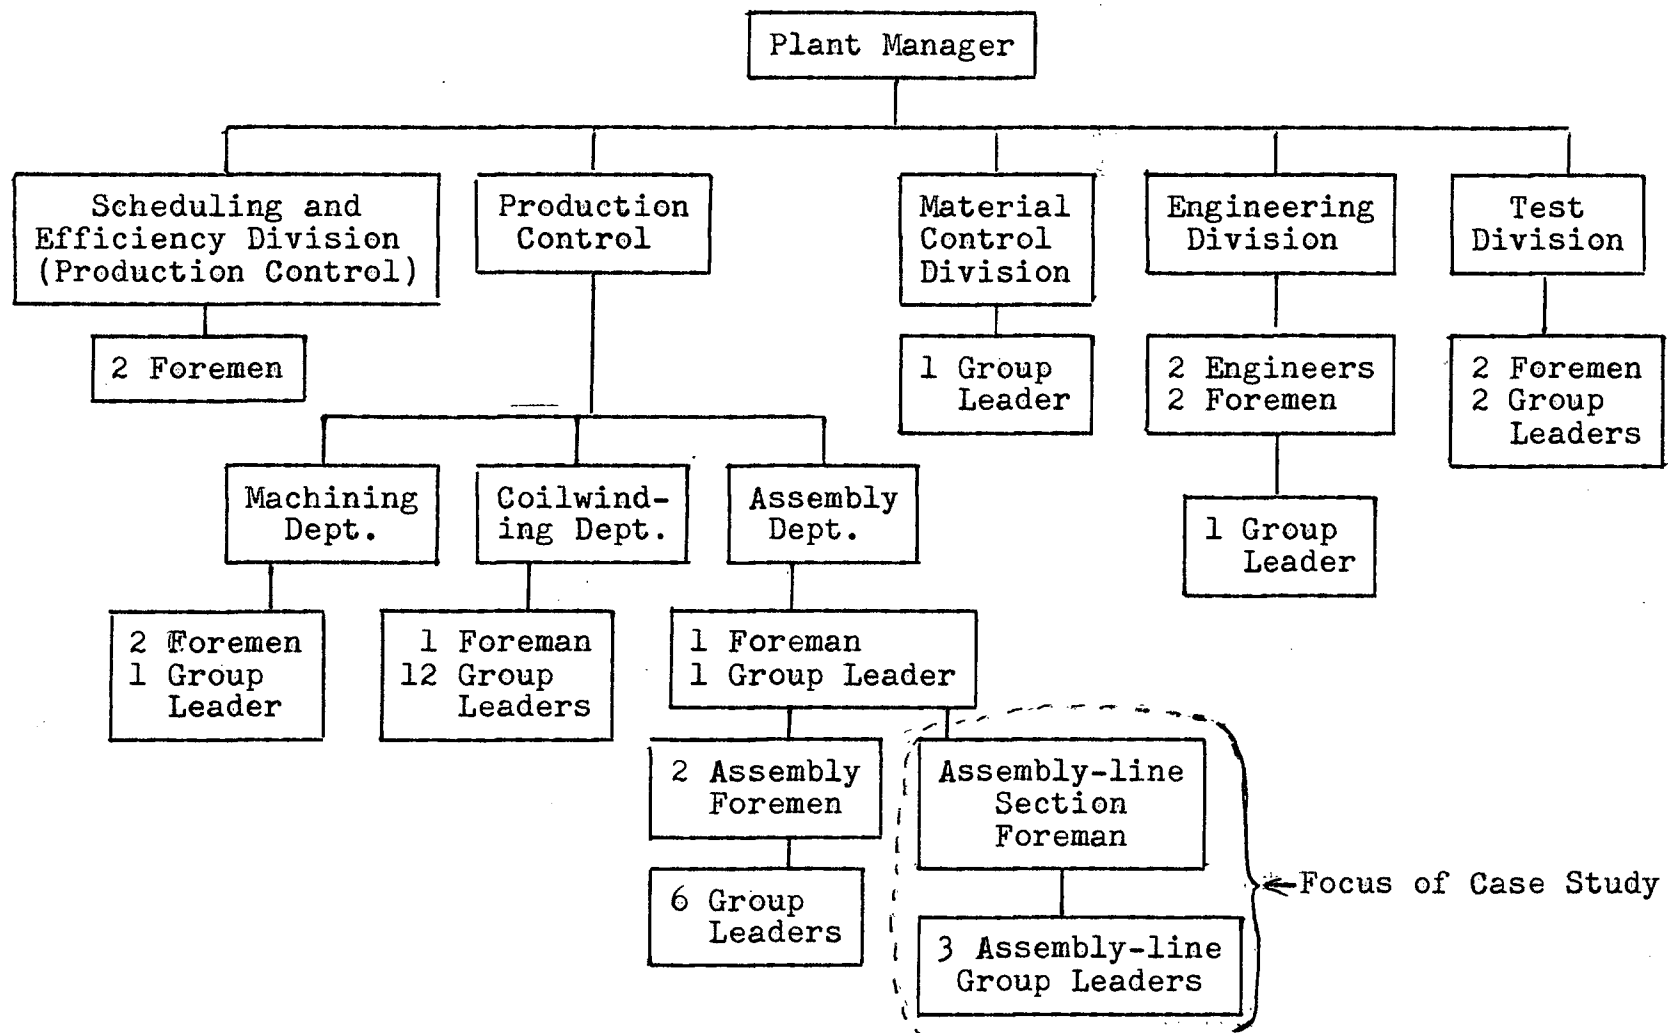 Plant Manager
Scheduling and
Efficiency Division
(Production Control)
Production
Control
Material
Control
Division
Engineering
Division
Test
Division
2 Foremen
1 Group
Leader
2 Engineers
2 Foremen
2 Foremen
2 Group
Leaders
Machining
Dept.
Coilwind-
ing Dept.
Assembly
Dept.
1 Group
Leader
2 Foremen
1 Group
Leader
1 Foreman
12 Group
Leaders
1 Foreman
1 Group Leader
2 Assembly
Foremen
Assembly-line
Section
Foreman
6 Group
Leaders
Focus of Case Study
3 Assembly-line
Group Leaders